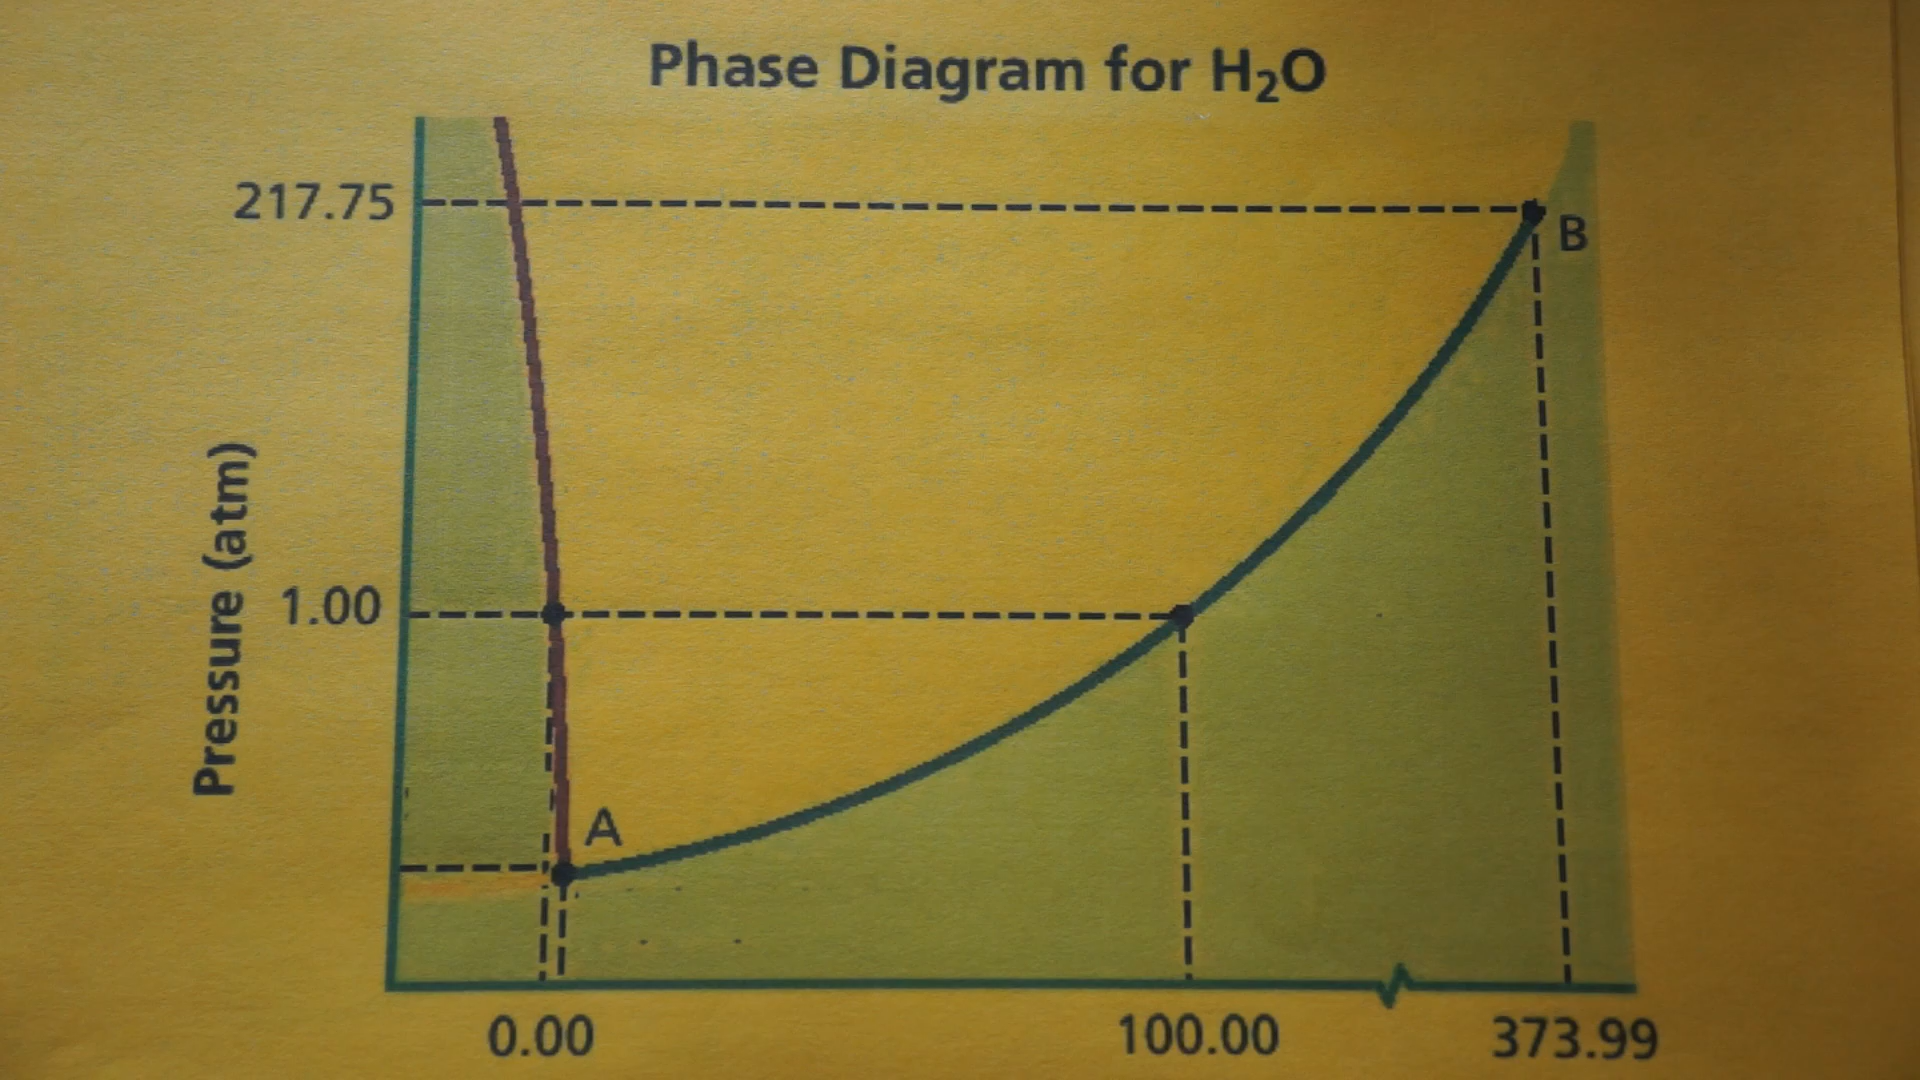 Phase Diagram for H₂O
217.75
B
Pressure (atm)
1.00
A
0.00
100.00
373.99